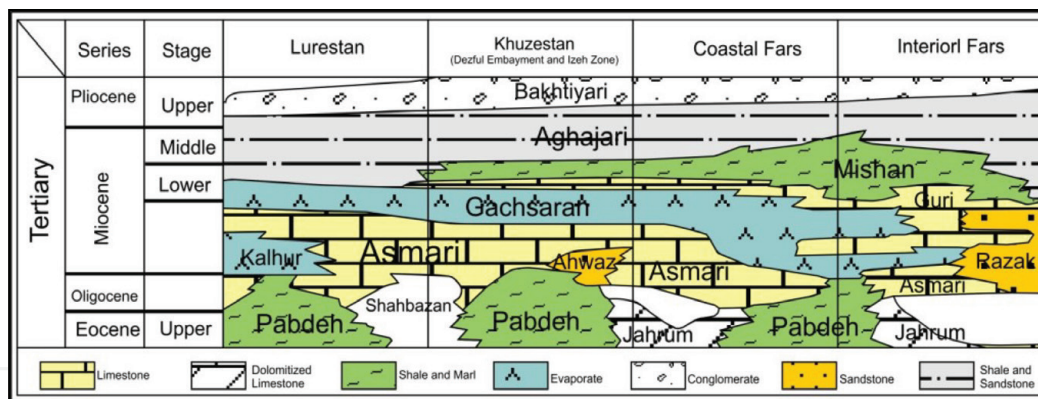 Series
Stage
Lurestan
Khuzestan
(Dezful Embayment and Izeh Zone)
Coastal Fars
Interiorl Fars
Tertiary
Pliocene
Miocene
Oligocene
Eocene
Upper
Middle
Lower
Upper
Bakhtiyari
Aghajari
Mishan
Guri
Gachsaran
Asmari
Kalhur
Ahwaz
Asmari
Razak
Asmari
Shahbazan
Pabdeh
Pabdeh
Jahrum
Pabdeh
Jahrum
Limestone
Dolomitized
Limestone
Shale and Marl
Evaporate
Conglomerate
Sandstone
Shale and
Sandstone